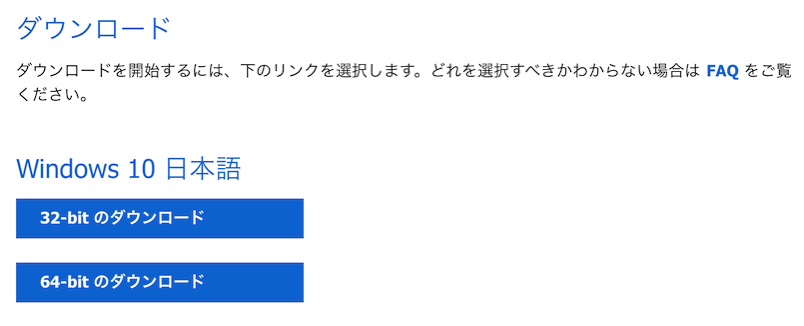 ダウンロード
ダウンロードを開始するには、下のリンクを選択します。どれを選択すべきかわからない場合は FAQ をご覧
ください。
Windows 10 日本語
32-bit のダウンロード
64-bit のダウンロード